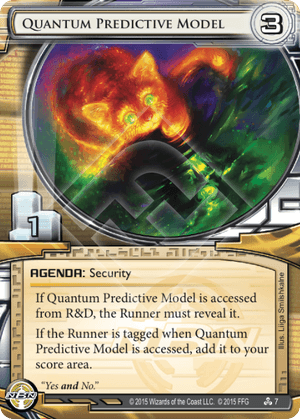 QUANTUM PREDICTIVE MODEL
3
1
AGENDA: Security
If Quantum Predictive Model is accessed
from R&D, the Runner must reveal it.
If the Runner is tagged when Quantum
Predictive Model is accessed, add it to your
score area.
"Yes and No."
Illus. Liiga Smilshkalne
NBN
© 2015 Wizards of the Coast LLC. © 2015 FFG
7